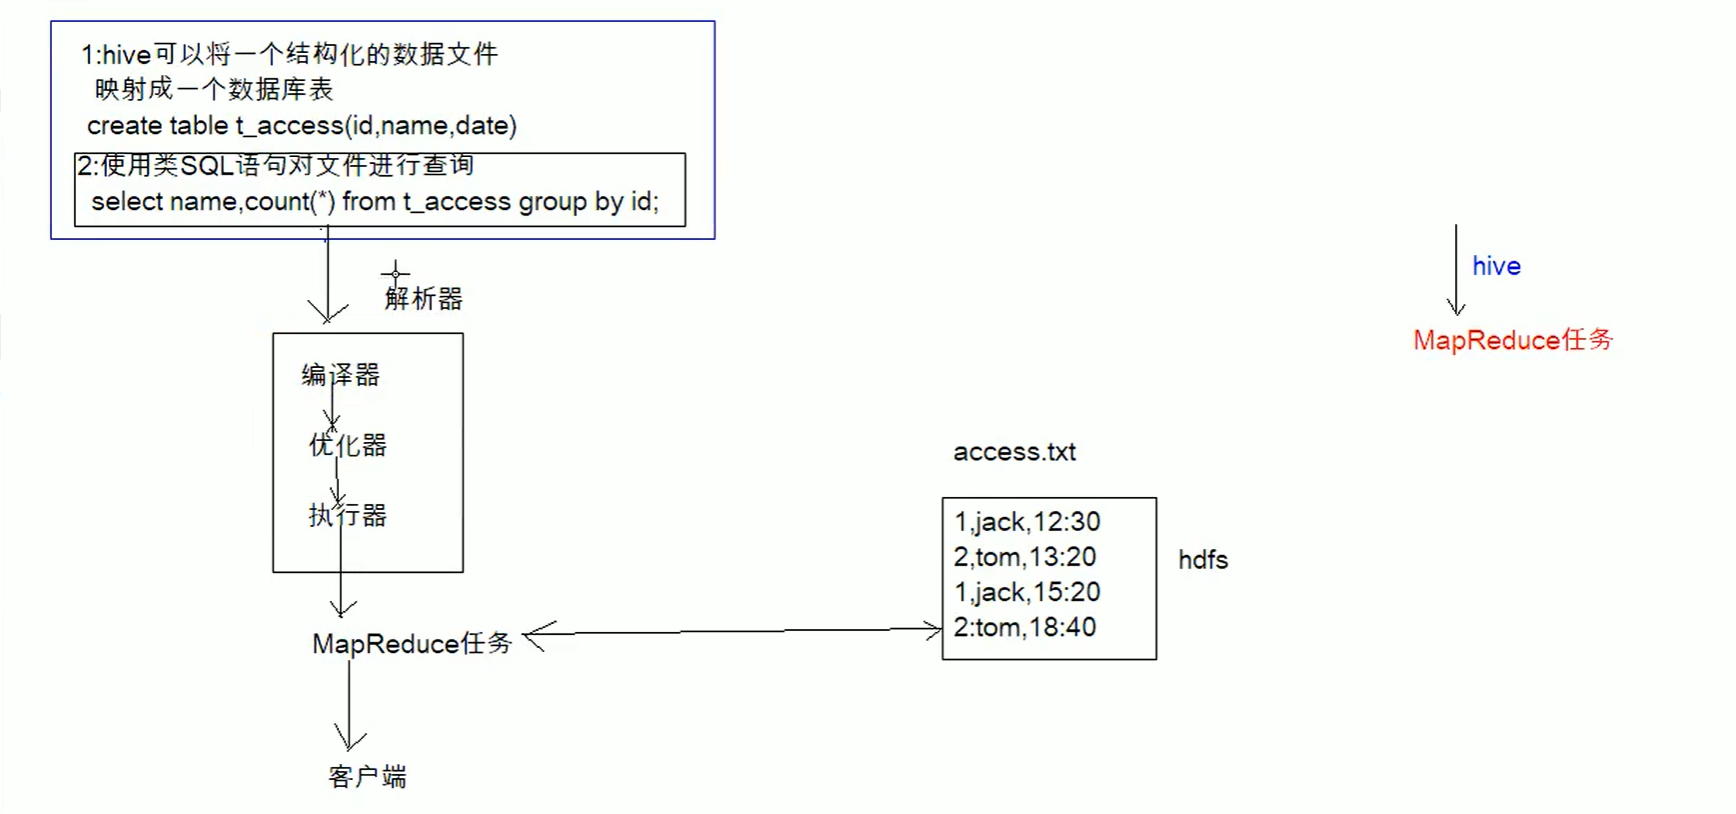 1:hive可以将一个结构化的数据文件
映射成一个数据库表
create table t_access(id,name,date)
2:使用类SQL语句对文件进行查询
select name,count(*) from t_access group by id;
解析器
编译器
优化器
执行器
MapReduce任务
客户端
access.txt
1,jack,12:30
2,tom,13:20
1,jack,15:20
2:tom,18:40
hdfs
hive
MapReduce任务